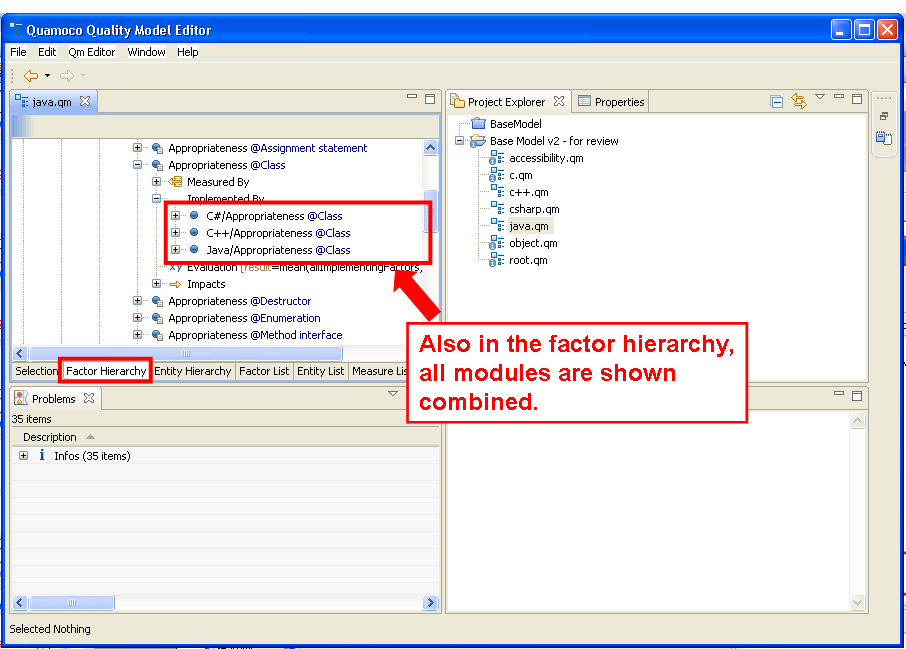 Quamoco Quality Model Editor
File Edit Qm Editor Window Help
java.qm
Appropriateness @Assignment statement
Appropriateness @Class
Measured By
Implemented By
C#/Appropriateness @Class
C++/Appropriateness @Class
Java/Appropriateness @Class
xy Evaluation [result=mean(allImplementingFactors,
Impacts
Appropriateness @Destructor
Appropriateness @Enumeration
Appropriateness @Method interface
Selection Factor Hierarchy Entity Hierarchy Factor List Entity List Measure Lis
Project Explorer Properties
BaseModel
Base Model v2 - for review
accessibility.qm
c.qm
c++.qm
csharp.qm
java.qm
object.qm
root.qm
Also in the factor hierarchy,
all modules are shown
combined.
Problems
35 items
Description
i Infos (35 items)
Selected Nothing